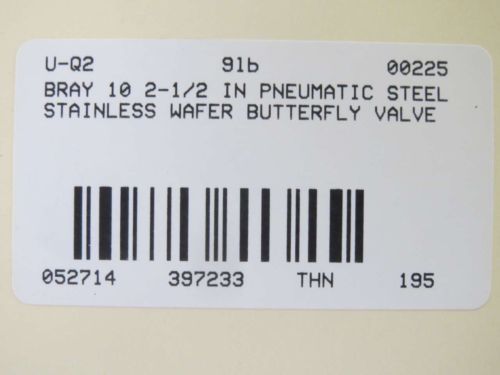 U-Q2 9lb 00225
BRAY 10 2-1/2 IN PNEUMATIC STEEL
STAINLESS WAFER BUTTERFLY VALVE
052714 397233 THN 195